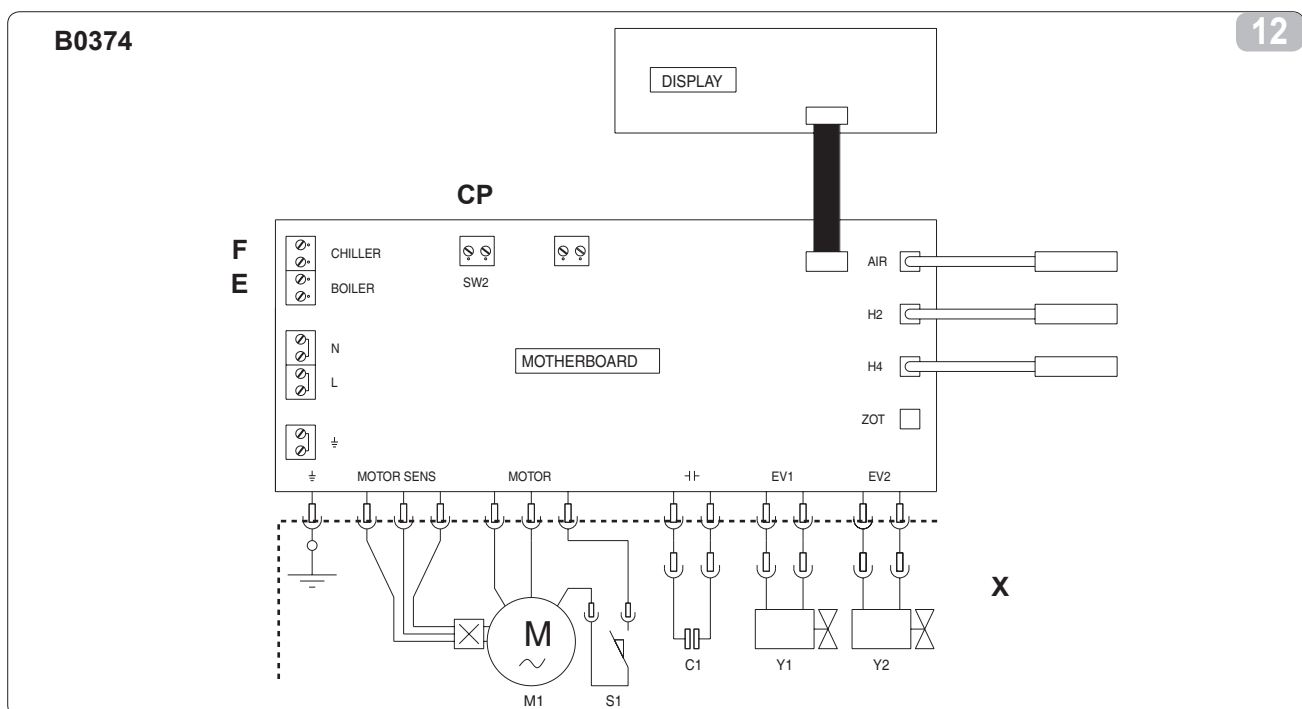 B0374
12
DISPLAY
CP
F
CHILLER
AIR
E
BOILER
SW2
H2
N
MOTHERBOARD
L
H4
ZOT
MOTOR SENS
MOTOR
EV1
EV2
X
M
C1
Y1
Y2
M1
S1